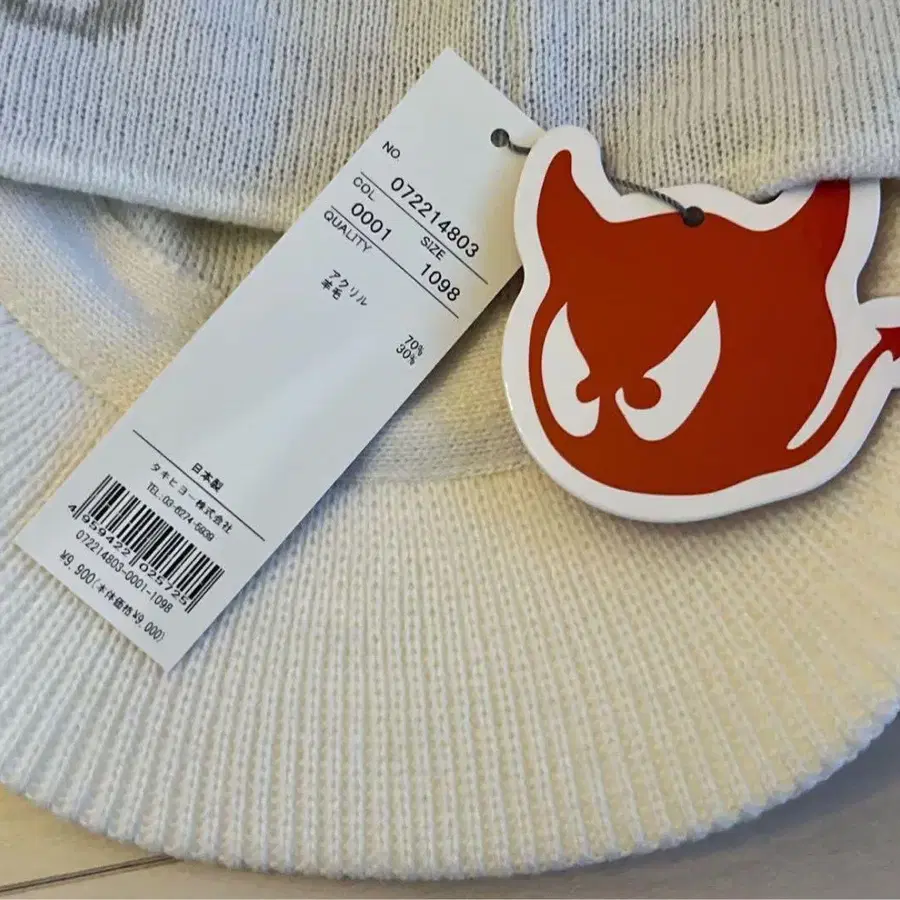 NO. 072214803
COL 0001 SIZE 1098
QUALITY
アクリル 70%
羊毛 30%
日本製
タキヒヨー株式会社
TEL:03-6274-5939
4 959422 025725
072214803-0001-1098
¥9,900(本体価格¥9,000)